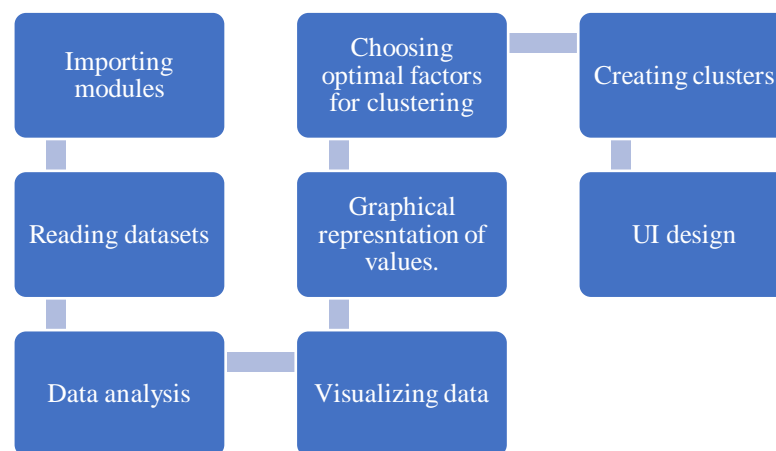 Importing
modules
Reading datasets
Data analysis
Visualizing data
Graphical
represntation of
values.
Choosing
optimal factors
for clustering
Creating clusters
UI design